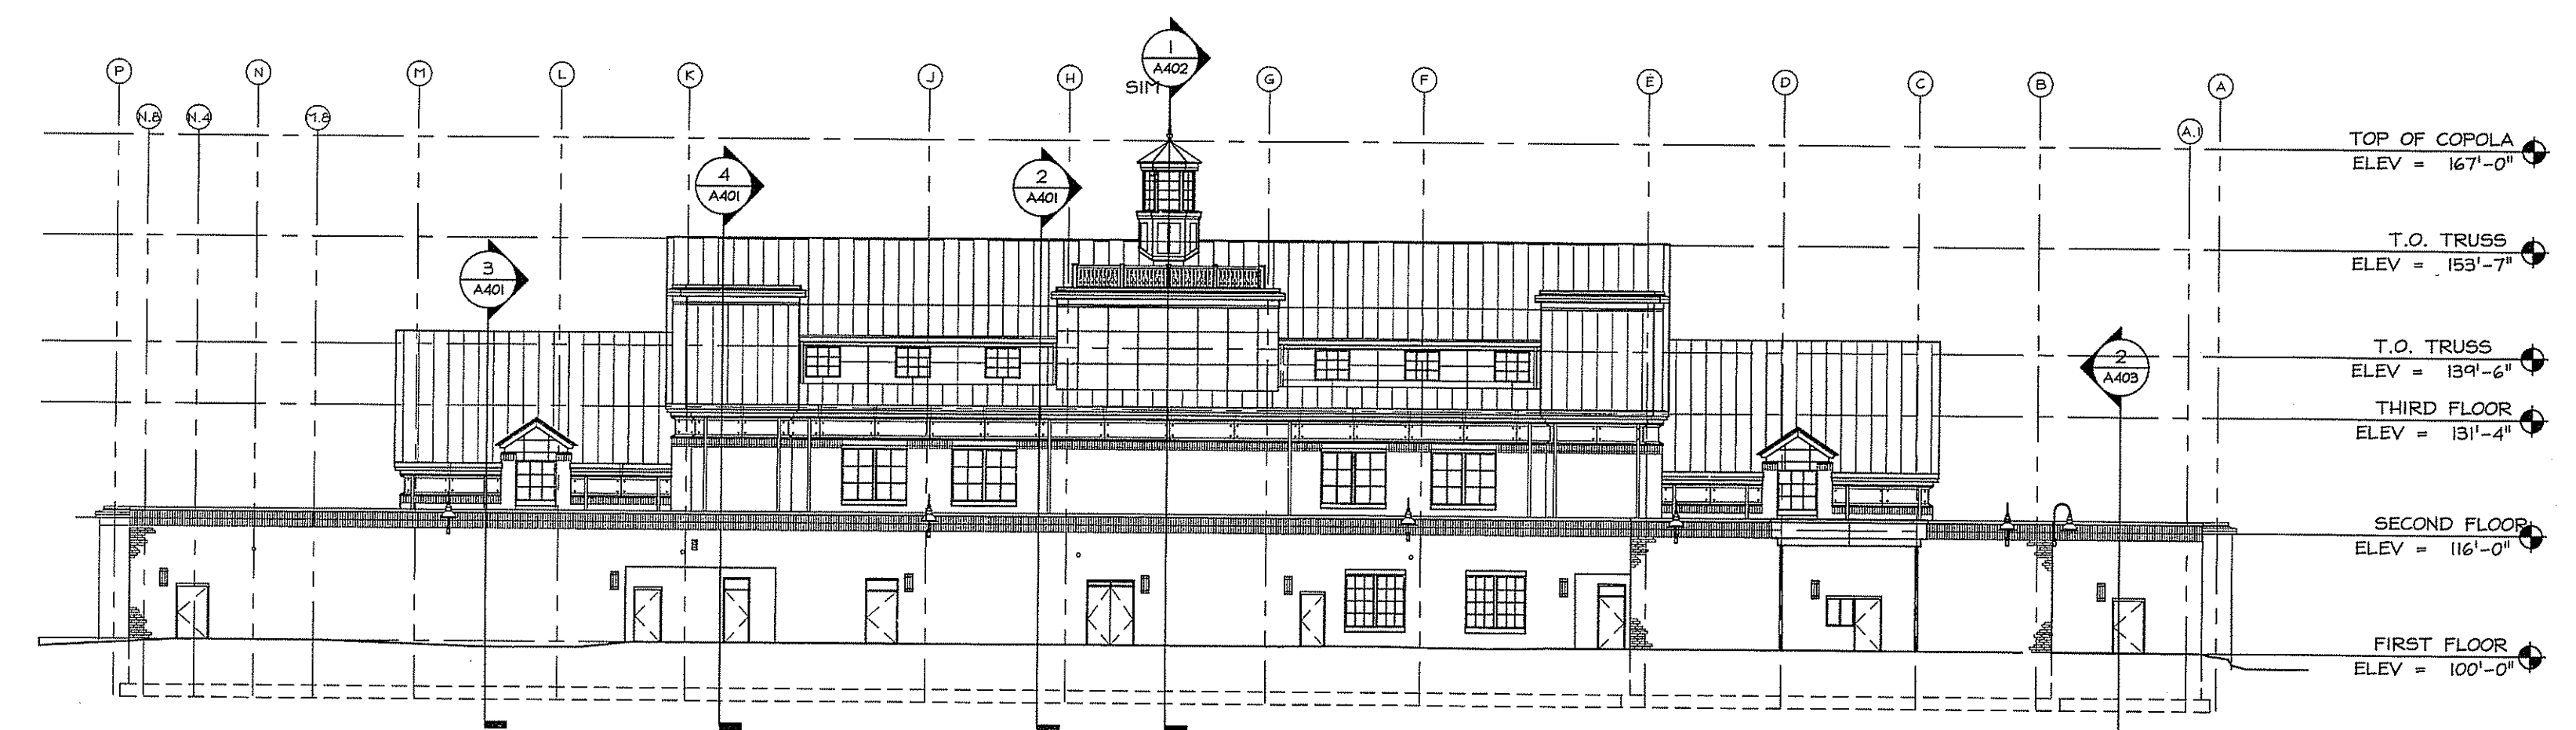 1
A402
SIM
P
N
M
L
K
J
H
G
F
E
D
C
B
A
N.8
N.4
M.8
A.1
TOP OF COPOLA
ELEV = 167'-0"
4
A401
2
A401
3
A401
T.O. TRUSS
ELEV = 153'-7"
T.O. TRUSS
ELEV = 139'-6"
2
A403
THIRD FLOOR
ELEV = 131'-4"
SECOND FLOOR
ELEV = 116'-0"
FIRST FLOOR
ELEV = 100'-0"